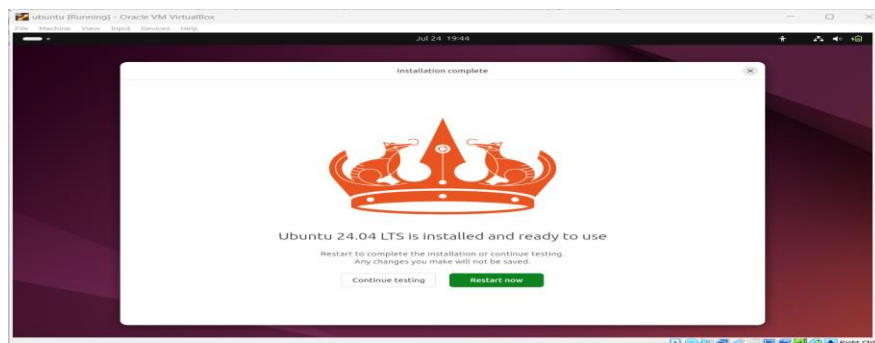 ubuntu [Running] - Oracle VM VirtualBox
File Machine View Input Devices Help
Jul 24 19:44
Installation complete
Ubuntu 24.04 LTS is installed and ready to use
Restart to complete the installation or continue testing.
Any changes you make will not be saved.
Continue testing
Restart now
Right Ctrl